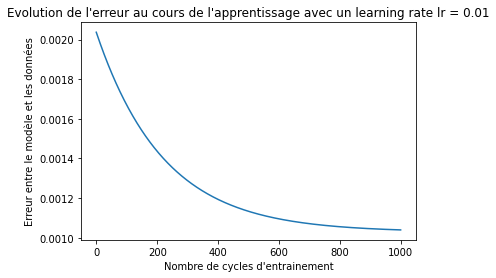 Evolution de l'erreur au cours de l'apprentissage avec un learning rate lr = 0.01
0.0020
0.0018
0.0016
0.0014
0.0012
0.0010
Erreur entre le modèle et les données
0 200 400 600 800 1000
Nombre de cycles d'entrainement